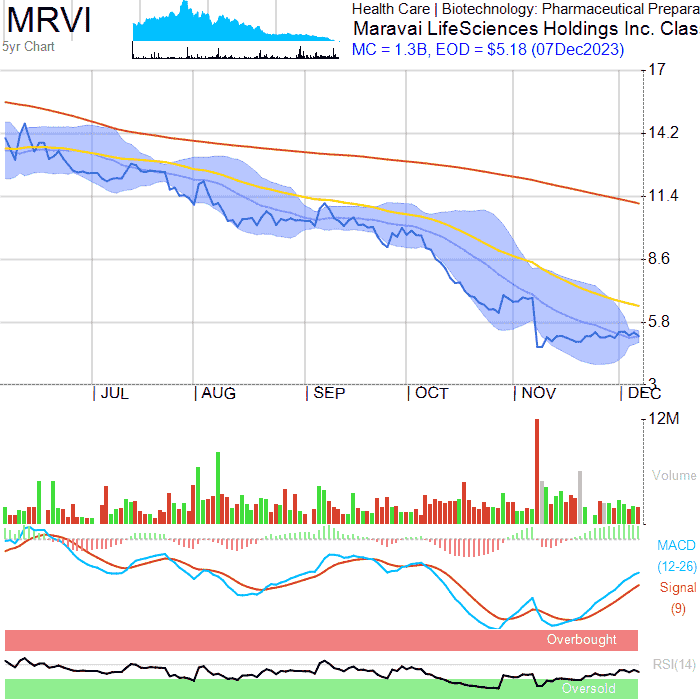 MRVI
5yr Chart
Health Care | Biotechnology: Pharmaceutical Prepara
Maravai LifeSciences Holdings Inc. Clas
MC = 1.3B, EOD = $5.18 (07Dec2023)
17
14.2
11.4
8.6
5.8
3
JUL AUG SEP OCT NOV DEC
12M
Volume
MACD
(12-26)
Signal
(9)
Overbought
RSI(14)
Oversold